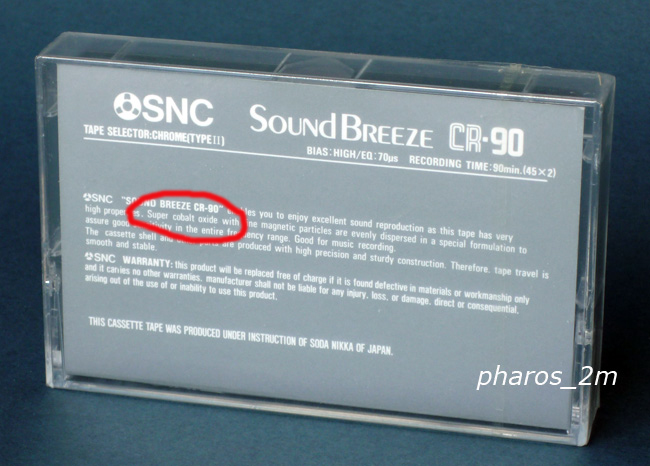 SNC SOUND BREEZE CR-90
TAPE SELECTOR:CHROME(TYPE II) BIAS: HIGH/EQ: 70µs RECORDING TIME: 90min. (45×2)
SNC "SOUND BREEZE CR-90" you to enjoy excellent sound reproduction as this tape has very
high Super cobalt oxide with fine magnetic particles are evenly dispersed in a special formulation to
assure good in the entire range. Good for music recording.
The cassette shell and are produced with high precision and sturdy construction. Therefore, tape travel is
smooth and stable.
SNC WARRANTY: this product will be replaced free of charge if it is found defective in materials or workmanship only
and it carries no other warranties. manufacturer shall not be liable for any injury, loss, or damage, direct or consequential,
arising out of the use of or inability to use this product.
THIS CASSETTE TAPE WAS PRODUCED UNDER INSTRUCTION OF SODA NIKKA OF JAPAN.
pharos_2m